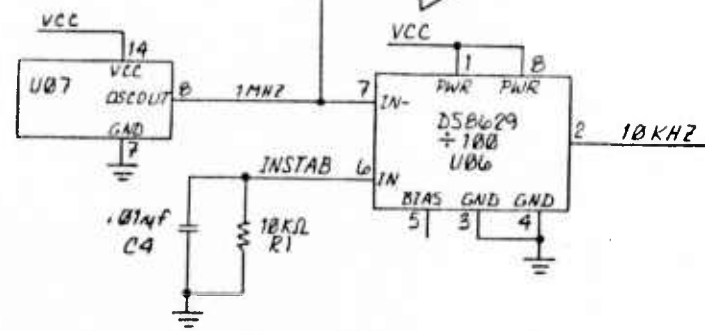 VCC
14
VCC
U07
OSCOUT
8
1MHZ
GND
7
VCC
1
8
PWR
PWR
7
IN-
DS8629
÷100
U06
2
10KHZ
INSTAB
6
IN
BIAS
GND
GND
5
3
4
.01µf
C4
10KΩ
R1